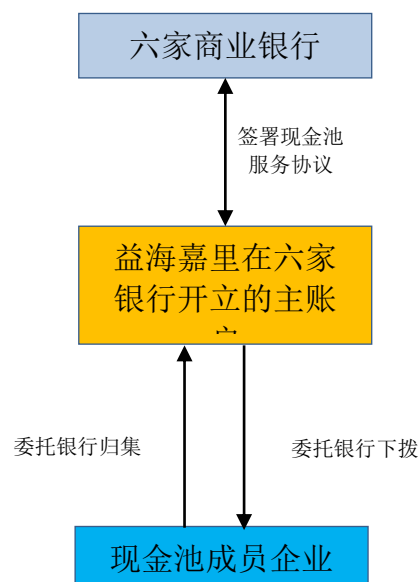 六家商业银行
签署现金池
服务协议
益海嘉里在六家
银行开立的主账
委托银行归集
委托银行下拨
现金池成员企业